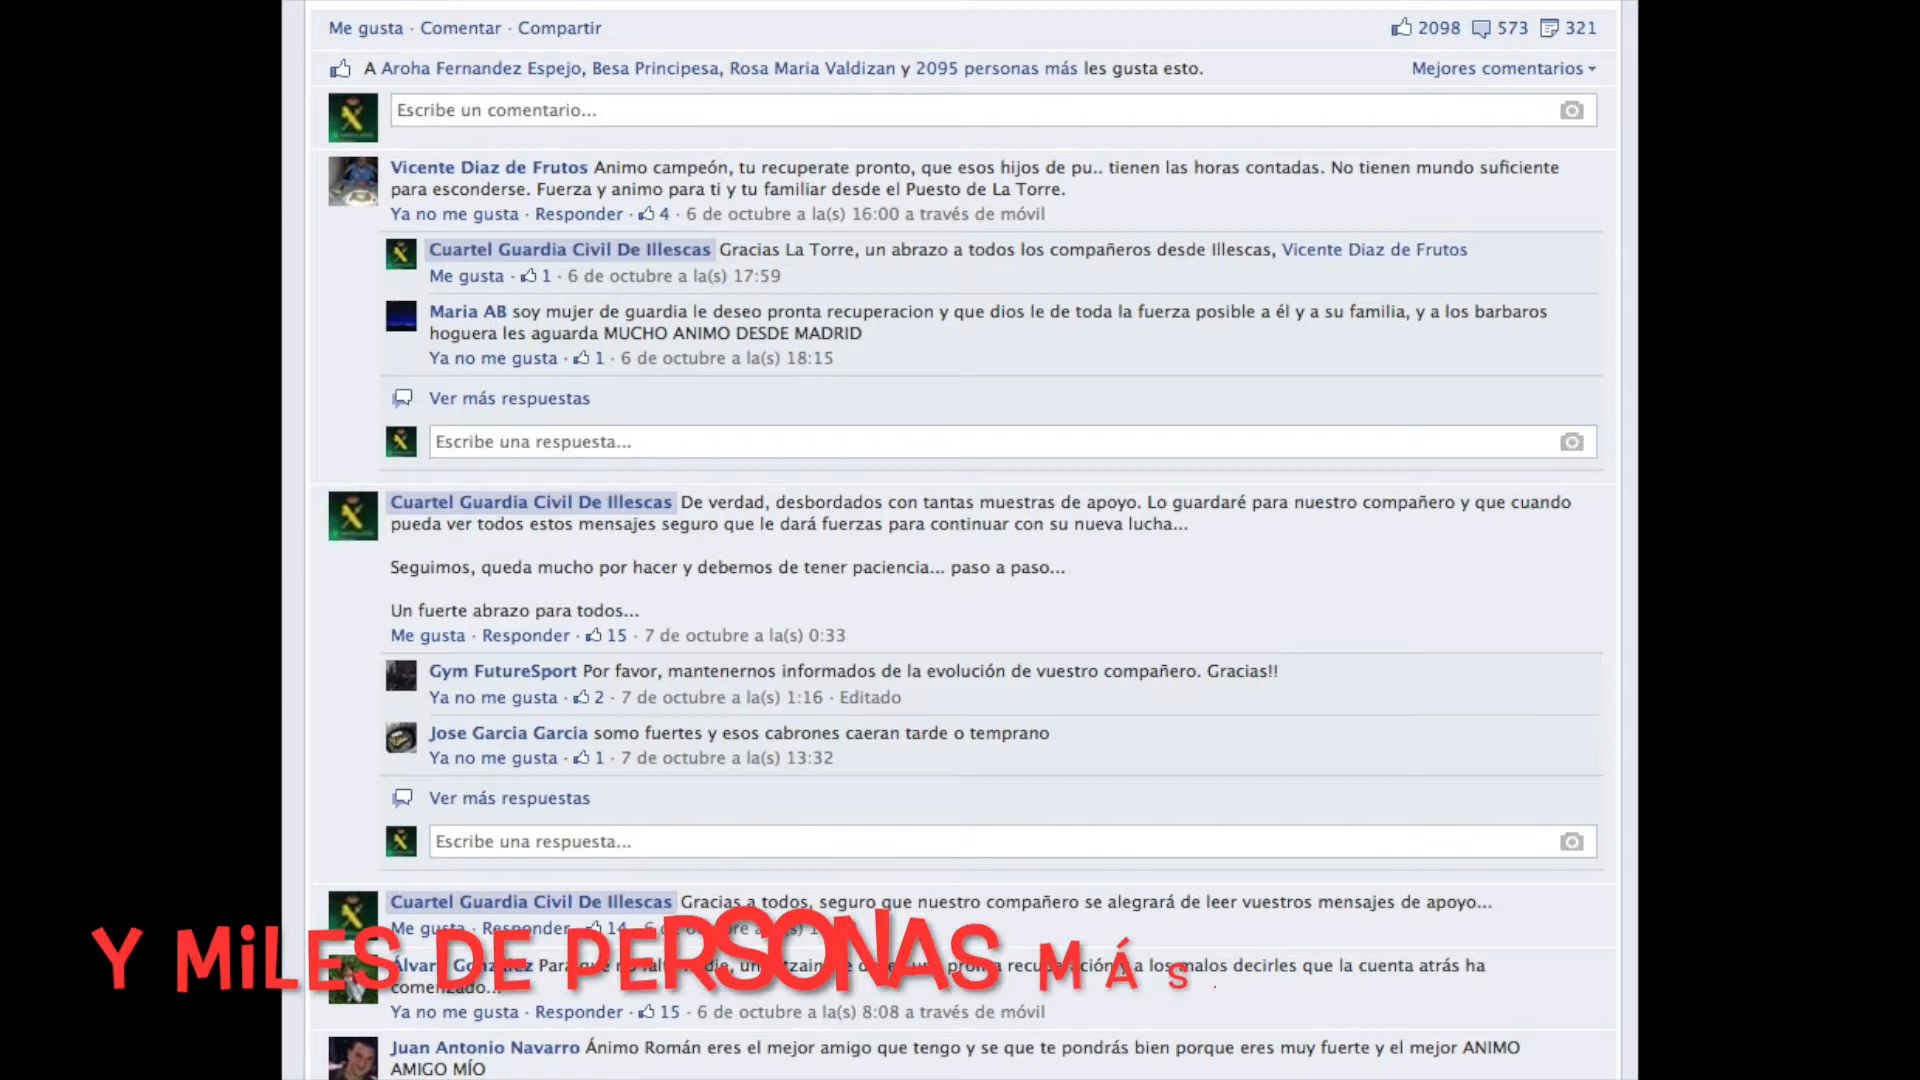 Me gusta · Comentar · Compartir 2098 573 321
A Aroha Fernandez Espejo, Besa Principesa, Rosa Maria Valdizan y 2095 personas más les gusta esto. Mejores comentarios
Escribe un comentario...
Vicente Diaz de Frutos Animo campeón, tu recuperate pronto, que esos hijos de pu.. tienen las horas contadas. No tienen mundo suficiente
para esconderse. Fuerza y animo para ti y tu familiar desde el Puesto de La Torre.
Ya no me gusta · Responder · 4 · 6 de octubre a la(s) 16:00 a través de móvil
Cuartel Guardia Civil De Illescas Gracias La Torre, un abrazo a todos los compañeros desde Illescas, Vicente Diaz de Frutos
Me gusta · 1 · 6 de octubre a la(s) 17:59
Maria AB soy mujer de guardia le deseo pronta recuperacion y que dios le de toda la fuerza posible a él y a su familia, y a los barbaros
hoguera les aguarda MUCHO ANIMO DESDE MADRID
Ya no me gusta · 1 · 6 de octubre a la(s) 18:15
Ver más respuestas
Escribe una respuesta...
Cuartel Guardia Civil De Illescas De verdad, desbordados con tantas muestras de apoyo. Lo guardaré para nuestro compañero y que cuando
pueda ver todos estos mensajes seguro que le dará fuerzas para continuar con su nueva lucha...
Seguimos, queda mucho por hacer y debemos de tener paciencia... paso a paso...
Un fuerte abrazo para todos...
Me gusta · Responder · 15 · 7 de octubre a la(s) 0:33
Gym FutureSport Por favor, mantenernos informados de la evolución de vuestro compañero. Gracias!!
Ya no me gusta · 2 · 7 de octubre a la(s) 1:16 · Editado
Jose Garcia Garcia somo fuertes y esos cabrones caeran tarde o temprano
Ya no me gusta · 1 · 7 de octubre a la(s) 13:32
Ver más respuestas
Escribe una respuesta...
Cuartel Guardia Civil De Illescas Gracias a todos, seguro que nuestro compañero se alegrará de leer vuestros mensajes de apoyo...
Me gusta · Responder · 14
Y MiLES DE PERSONAS MÁS.
Álvaro González Para que no falte nadie, recuperación y a los malos decirles que la cuenta atrás ha
comenzado...
Ya no me gusta · Responder · 15 · 6 de octubre a la(s) 8:08 a través de móvil
Juan Antonio Navarro Ánimo Román eres el mejor amigo que tengo y se que te pondrás bien porque eres muy fuerte y el mejor ANIMO
AMIGO MÍO